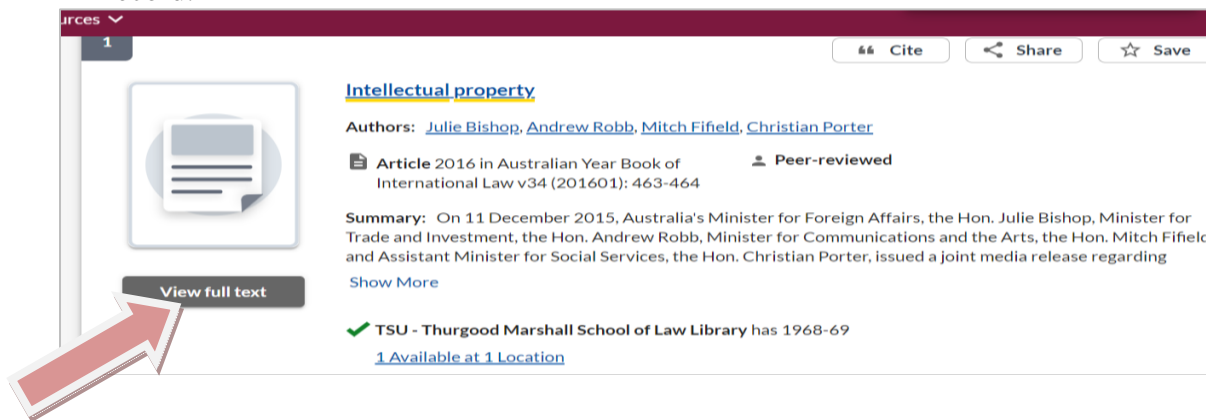 urces
1
Cite Share Save
Intellectual property
Authors: Julie Bishop, Andrew Robb, Mitch Fifield, Christian Porter
Article 2016 in Australian Year Book of
International Law v34 (201601): 463-464
Peer-reviewed
Summary: On 11 December 2015, Australia's Minister for Foreign Affairs, the Hon. Julie Bishop, Minister for
Trade and Investment, the Hon. Andrew Robb, Minister for Communications and the Arts, the Hon. Mitch Fifield
and Assistant Minister for Social Services, the Hon. Christian Porter, issued a joint media release regarding
Show More
View full text
TSU - Thurgood Marshall School of Law Library has 1968-69
1 Available at 1 Location